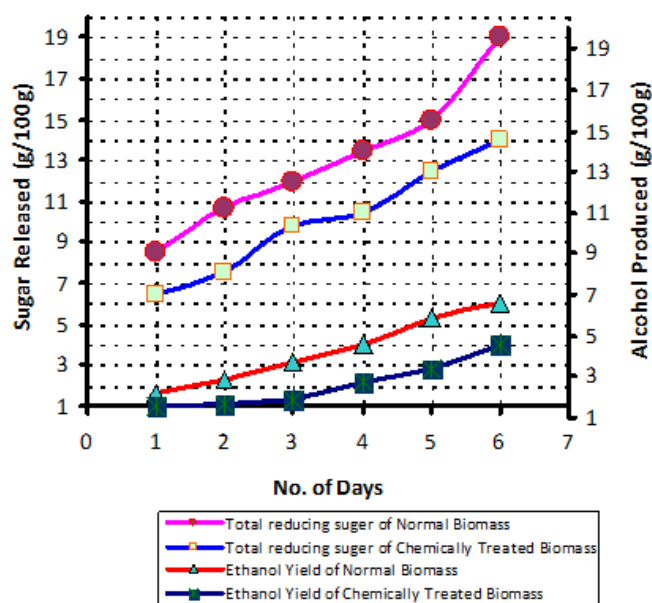 Sugar Released (g/100g)
19
17
15
13
11
9
7
5
3
1
19
17
15
13
11
9
7
5
3
1
Alcohol Produced (g/100g)
0 1 2 3 4 5 6 7
No. of Days
Total reducing suger of Normal Biomass
Total reducing suger of Chemically Treated Biomass
Ethanol Yield of Normal Biomass
Ethanol Yield of Chemically Treated Biomass